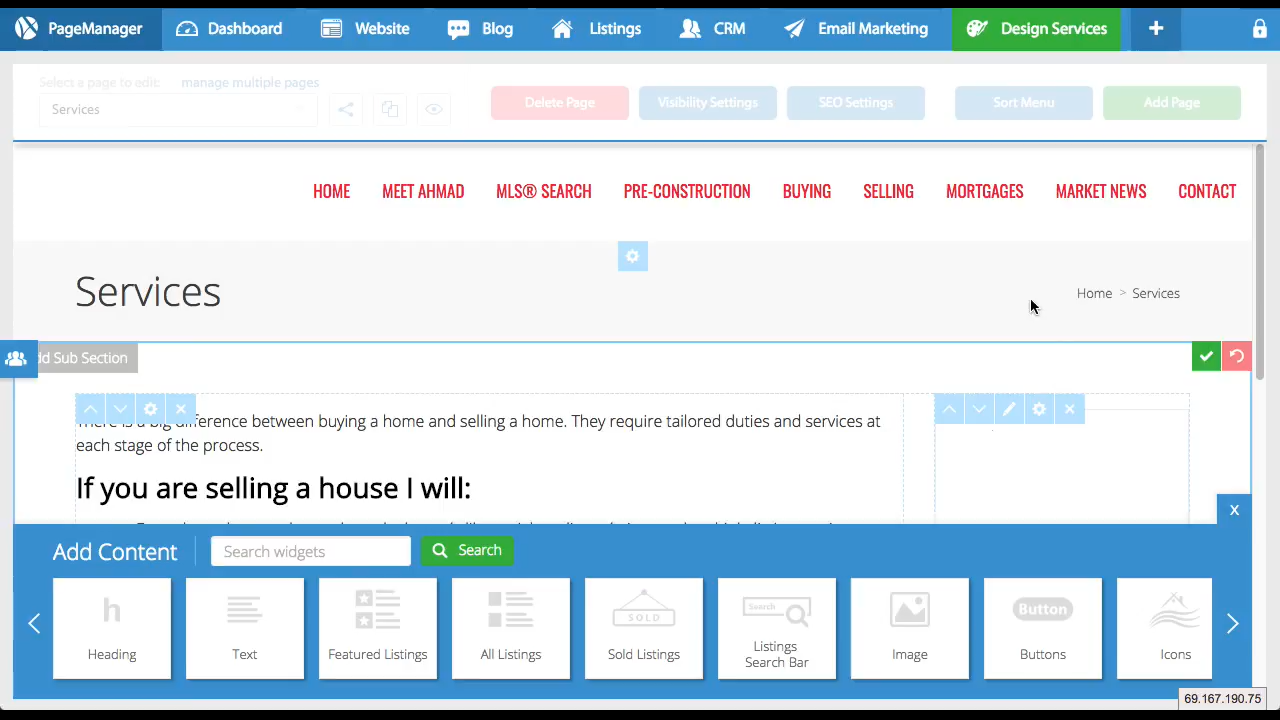 PageManager Dashboard Website Blog Listings CRM Email Marketing Design Services +
Select a page to edit: manage multiple pages
Services Delete Page Visibility Settings SEO Settings Sort Menu Add Page
HOME MEET AHMAD MLS® SEARCH PRE-CONSTRUCTION BUYING SELLING MORTGAGES MARKET NEWS CONTACT
Services Home > Services
dd Sub Section
There is a big difference between buying a home and selling a home. They require tailored duties and services at
each stage of the process.
If you are selling a house I will:
X
Add Content Search widgets Search
h Search SOLD Button
Heading Text Featured Listings All Listings Sold Listings Listings
Search Bar Image Buttons Icons
69.167.190.75